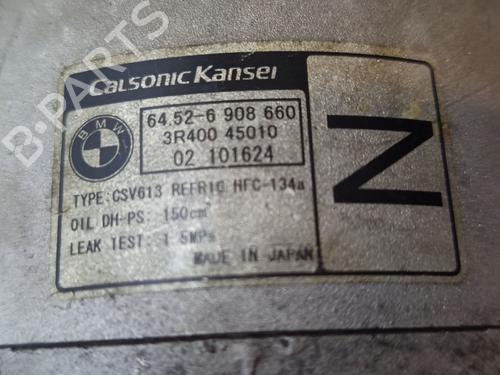 B-PARTS
calsonic Kansei
BMW
64.52-6 908 660
3R400 45010
02 101624
TYPE: CSV613 REFRIG HFC-134a
OIL DH-PS: 150cm³
LEAK TEST: 1.5MPa
MADE IN JAPAN
Z